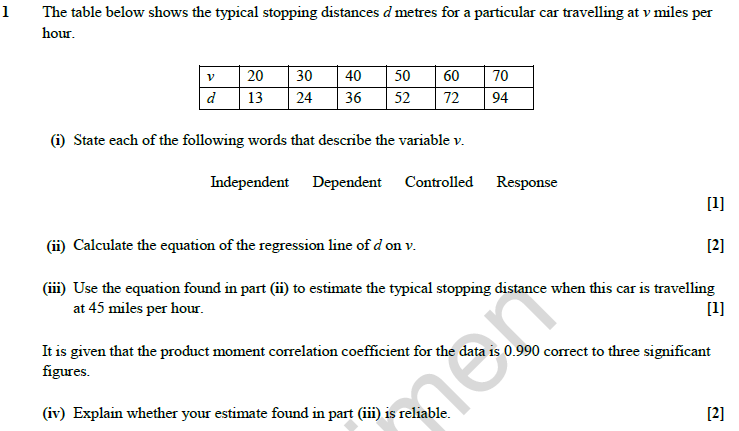 1 The table below shows the typical stopping distances d metres for a particular car travelling at v miles per
hour.
v 20 30 40 50 60 70
d 13 24 36 52 72 94
(i) State each of the following words that describe the variable v.
Independent Dependent Controlled Response
[1]
(ii) Calculate the equation of the regression line of d on v. [2]
(iii) Use the equation found in part (ii) to estimate the typical stopping distance when this car is travelling
at 45 miles per hour. [1]
It is given that the product moment correlation coefficient for the data is 0.990 correct to three significant
figures.
(iv) Explain whether your estimate found in part (iii) is reliable. [2]
imen